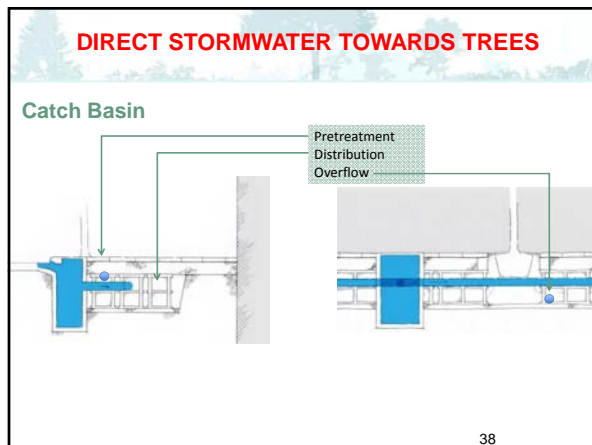 DIRECT STORMWATER TOWARDS TREES
Catch Basin
Pretreatment
Distribution
Overflow
38